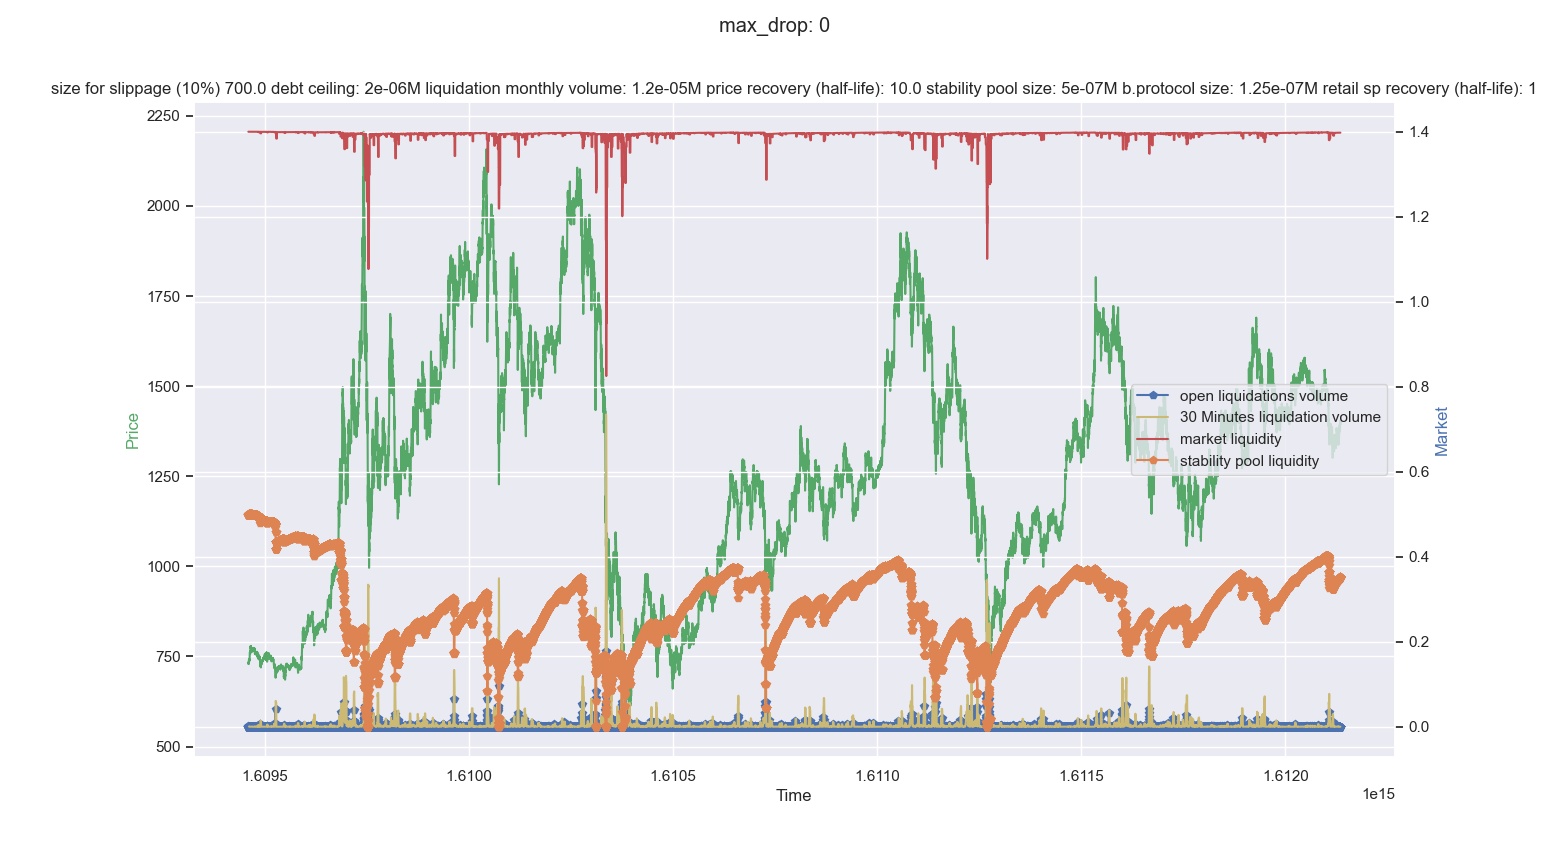 max_drop: 0
size for slippage (10%) 700.0 debt ceiling: 2e-06M liquidation monthly volume: 1.2e-05M price recovery (half-life): 10.0 stability pool size: 5e-07M b.protocol size: 1.25e-07M retail sp recovery (half-life): 1
2250
2000
1750
1500
1250
1000
750
500
Price
1.4
1.2
1.0
0.8
0.6
0.4
0.2
0.0
Market
open liquidations volume
30 Minutes liquidation volume
market liquidity
stability pool liquidity
1.6095
1.6100
1.6105
1.6110
1.6115
1.6120
Time
1e15